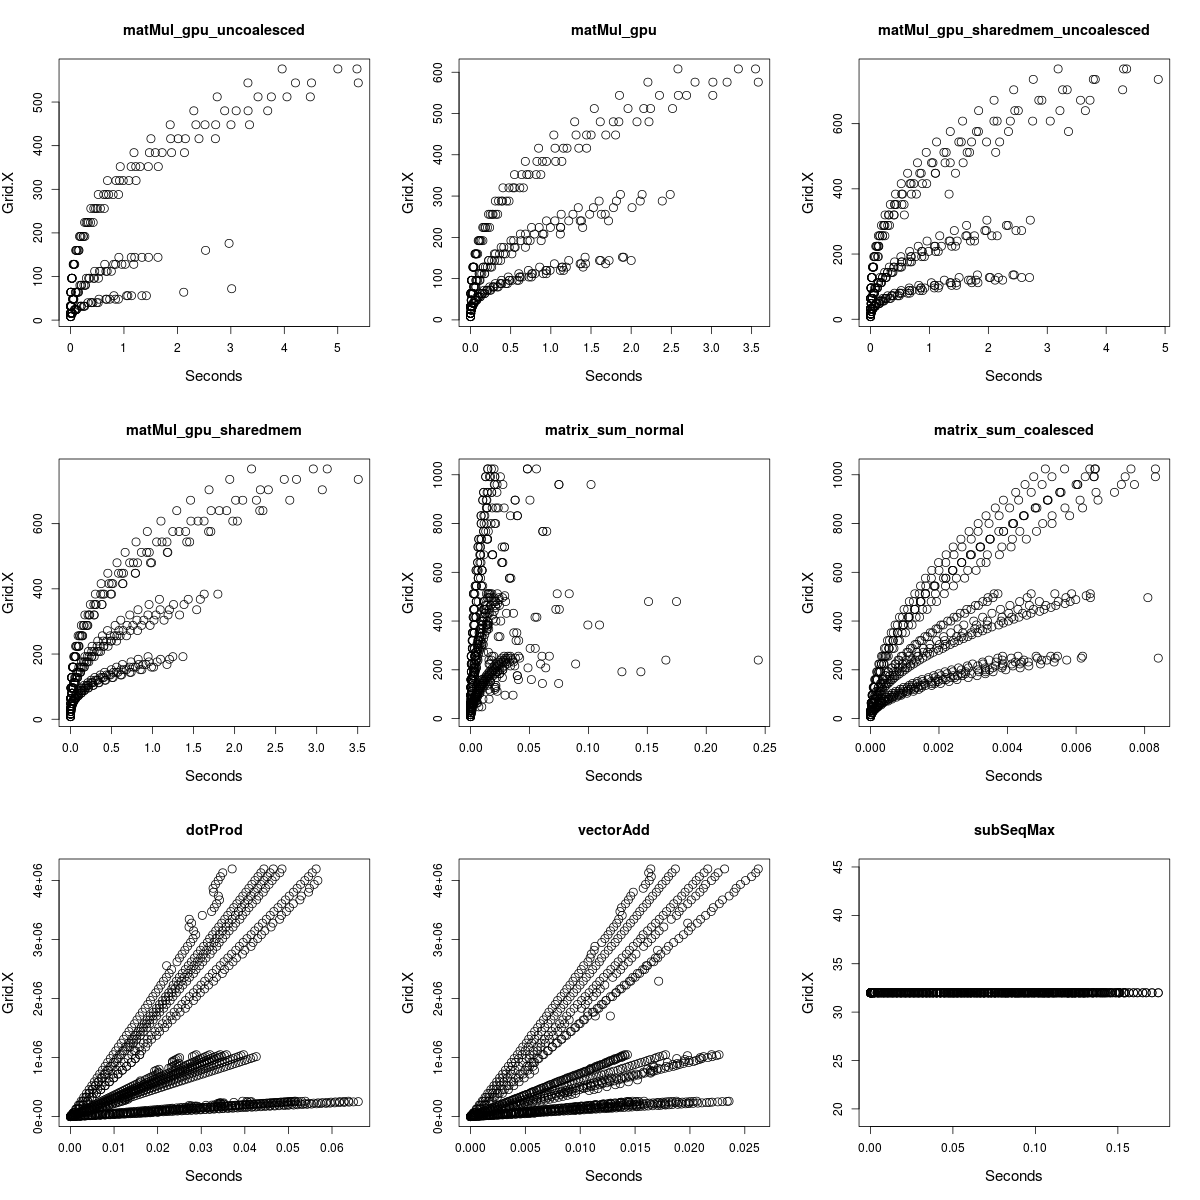 matMul_gpu_uncoalesced
Grid.X
0 100 200 300 400 500
0 1 2 3 4 5
Seconds
matMul_gpu
Grid.X
0 100 200 300 400 500 600
0.0 0.5 1.0 1.5 2.0 2.5 3.0 3.5
Seconds
matMul_gpu_sharedmem_uncoalesced
Grid.X
0 200 400 600
0 1 2 3 4 5
Seconds
matMul_gpu_sharedmem
Grid.X
0 200 400 600
0.0 0.5 1.0 1.5 2.0 2.5 3.0 3.5
Seconds
matrix_sum_normal
Grid.X
0 200 400 600 800 1000
0.00 0.05 0.10 0.15 0.20 0.25
Seconds
matrix_sum_coalesced
Grid.X
0 200 400 600 800 1000
0.000 0.002 0.004 0.006 0.008
Seconds
dotProd
Grid.X
0e+00 1e+06 2e+06 3e+06 4e+06
0.00 0.01 0.02 0.03 0.04 0.05 0.06
Seconds
vectorAdd
Grid.X
0e+00 1e+06 2e+06 3e+06 4e+06
0.000 0.005 0.010 0.015 0.020 0.025
Seconds
subSeqMax
Grid.X
20 25 30 35 40 45
0.00 0.05 0.10 0.15
Seconds